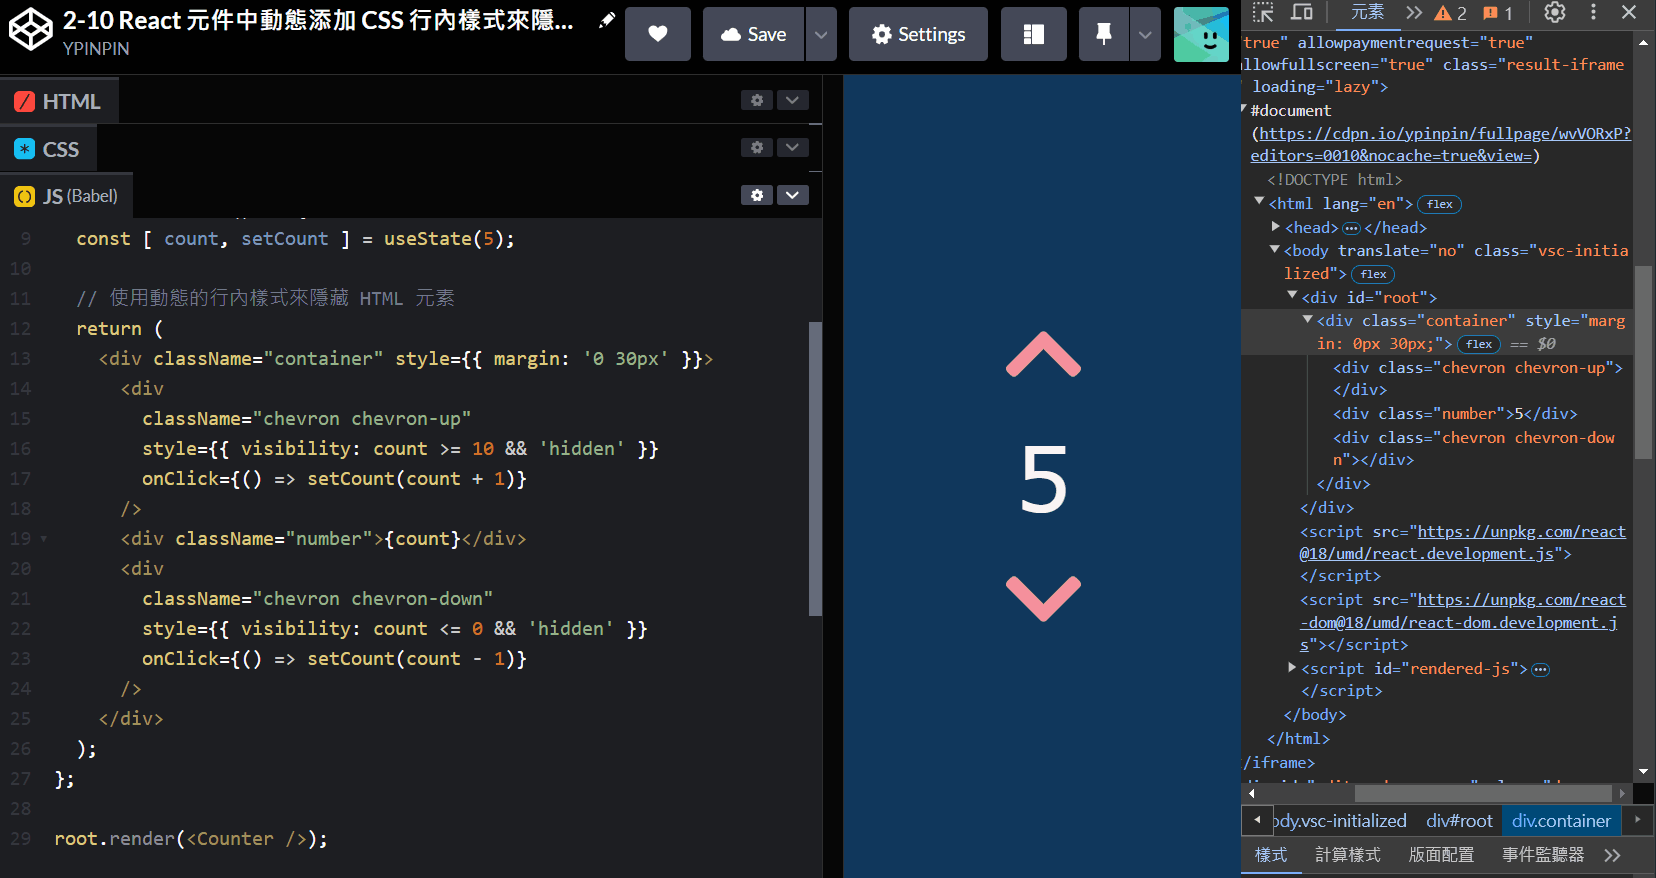 2-10 React 元件中動態添加 CSS 行內樣式來隱...
YPINPIN
Save
Settings
HTML
CSS
JS (Babel)
9 const [ count, setCount ] = useState(5);
10
11 // 使用動態的行內樣式來隱藏 HTML 元素
12 return (
13 <div className="container" style={{ margin: '0 30px' }}>
14 <div
15 className="chevron chevron-up"
16 style={{ visibility: count >= 10 && 'hidden' }}
17 onClick={() => setCount(count + 1)}
18 />
19 <div className="number">{count}</div>
20 <div
21 className="chevron chevron-down"
22 style={{ visibility: count <= 0 && 'hidden' }}
23 onClick={() => setCount(count - 1)}
24 />
25 </div>
26 );
27 };
28
29 root.render(<Counter />);
5
元素
2
1
"true" allowpaymentrequest="true"
llowfullscreen="true" class="result-iframe
loading="lazy">
#document
(https://cdpn.io/ypinpin/fullpage/wvVORxP?
editors=0010&nocache=true&view=)
<!DOCTYPE html>
<html lang="en"> flex
<head> ... </head>
<body translate="no" class="vsc-initia
lized"> flex
<div id="root">
<div class="container" style="marg
in: 0px 30px;"> flex == $0
<div class="chevron chevron-up">
</div>
<div class="number">5</div>
<div class="chevron chevron-dow
n"></div>
</div>
</div>
<script src="https://unpkg.com/react
@18/umd/react.development.js">
</script>
<script src="https://unpkg.com/react
-dom@18/umd/react-dom.development.j
s"></script>
<script id="rendered-js"> ...
</script>
</body>
</html>
/iframe>
ody.vsc-initialized div#root div.container
樣式 計算樣式 版面配置 事件監聽器